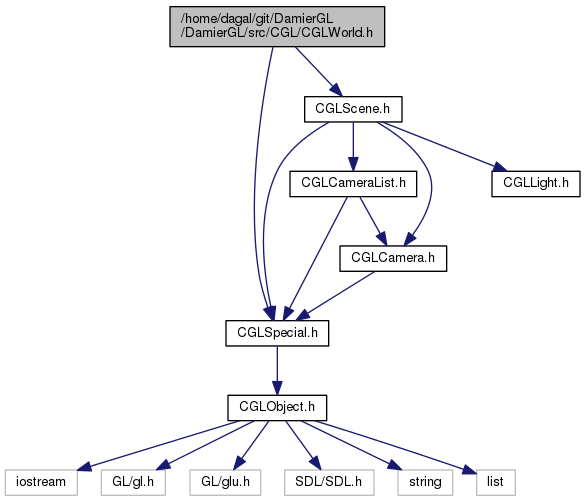 /home/dagal/git/DamierGL
/DamierGL/src/CGL/CGLWorld.h
CGLScene.h
CGLCameraList.h
CGLLight.h
CGLCamera.h
CGLSpecial.h
CGLObject.h
iostream
GL/gl.h
GL/glu.h
SDL/SDL.h
string
list